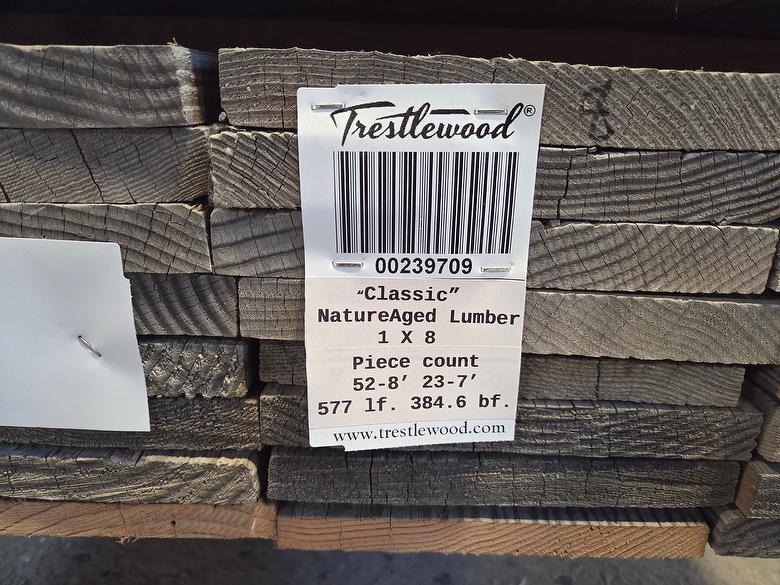 Trestlewood®
00239709
“Classic”
NatureAged Lumber
1 X 8
Piece count
52-8’ 23-7’
577 lf. 384.6 bf.
www.trestlewood.com